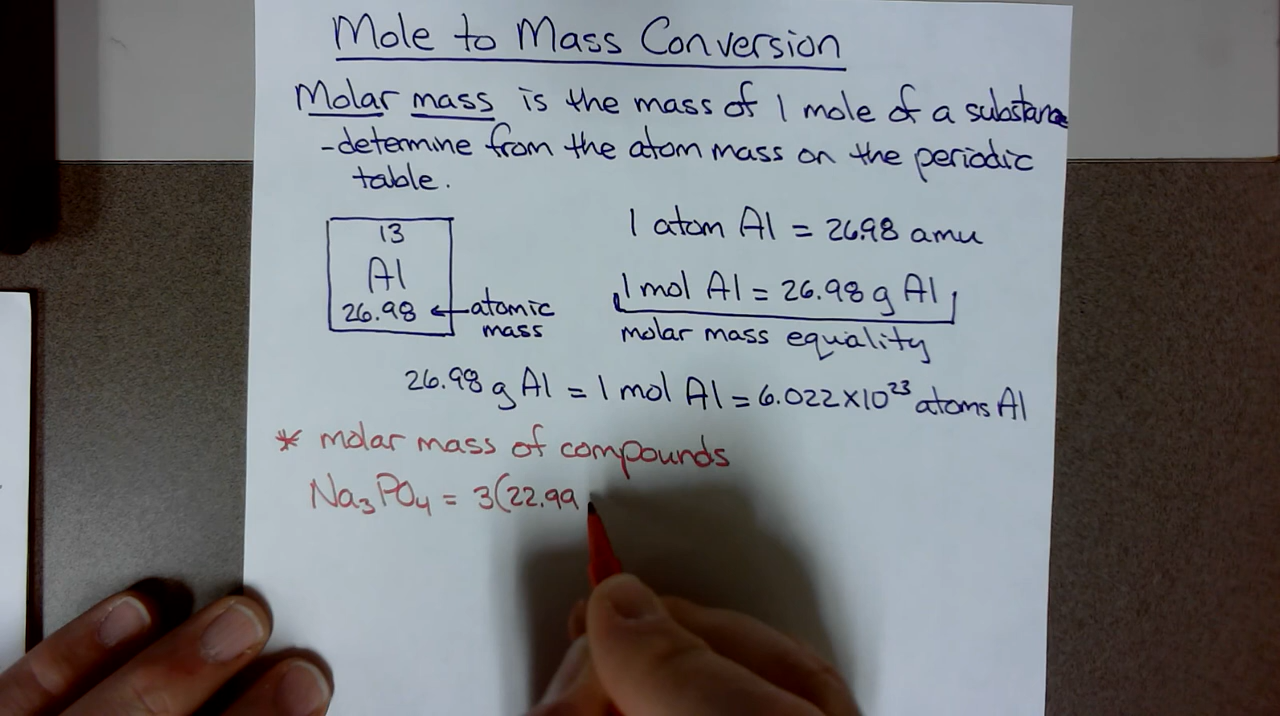 Mole to Mass Conversion
Molar mass is the mass of 1 mole of a substance
-determine from the atom mass on the periodic
table.
13
Al
26.98 ← atomic
mass
1 atom Al = 26.98 amu
1 mol Al = 26.98 g Al
molar mass equality
26.98 g Al = 1 mol Al = 6.022×10²³ atoms Al
* molar mass of compounds
Na₃PO₄ = 3(22.99